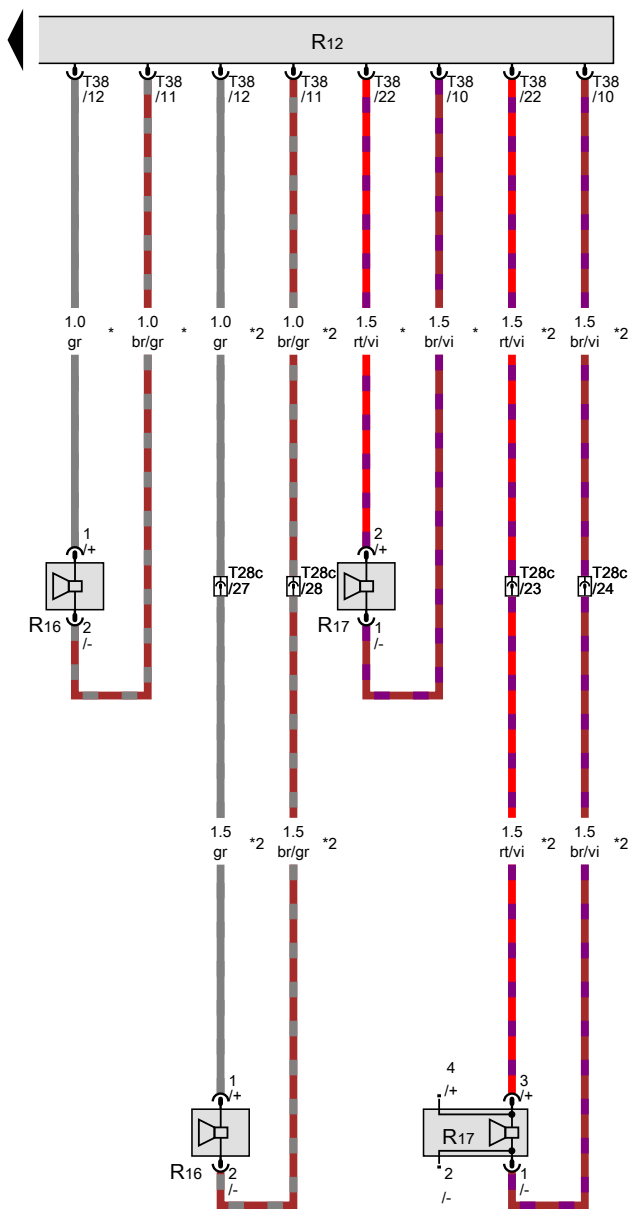 R12
T38 T38 T38 T38 T38 T38 T38 T38
/12 /11 /12 /11 /22 /10 /22 /10
1.0 * 1.0 * 1.0 *2 1.0 *2 1.5 * 1.5 * 1.5 *2 1.5 *2
gr br/gr gr br/gr rt/vi br/vi rt/vi br/vi
1 2
/+ /+
T28c T28c T28c T28c
/27 /28 /23 /24
R16 2 R17 1
/- /-
1.5 *2 1.5 *2 1.5 *2 1.5 *2
gr br/gr rt/vi br/vi
1 4 3
/+ /+ /+
R17
R16 2 2 1
/- /- /-